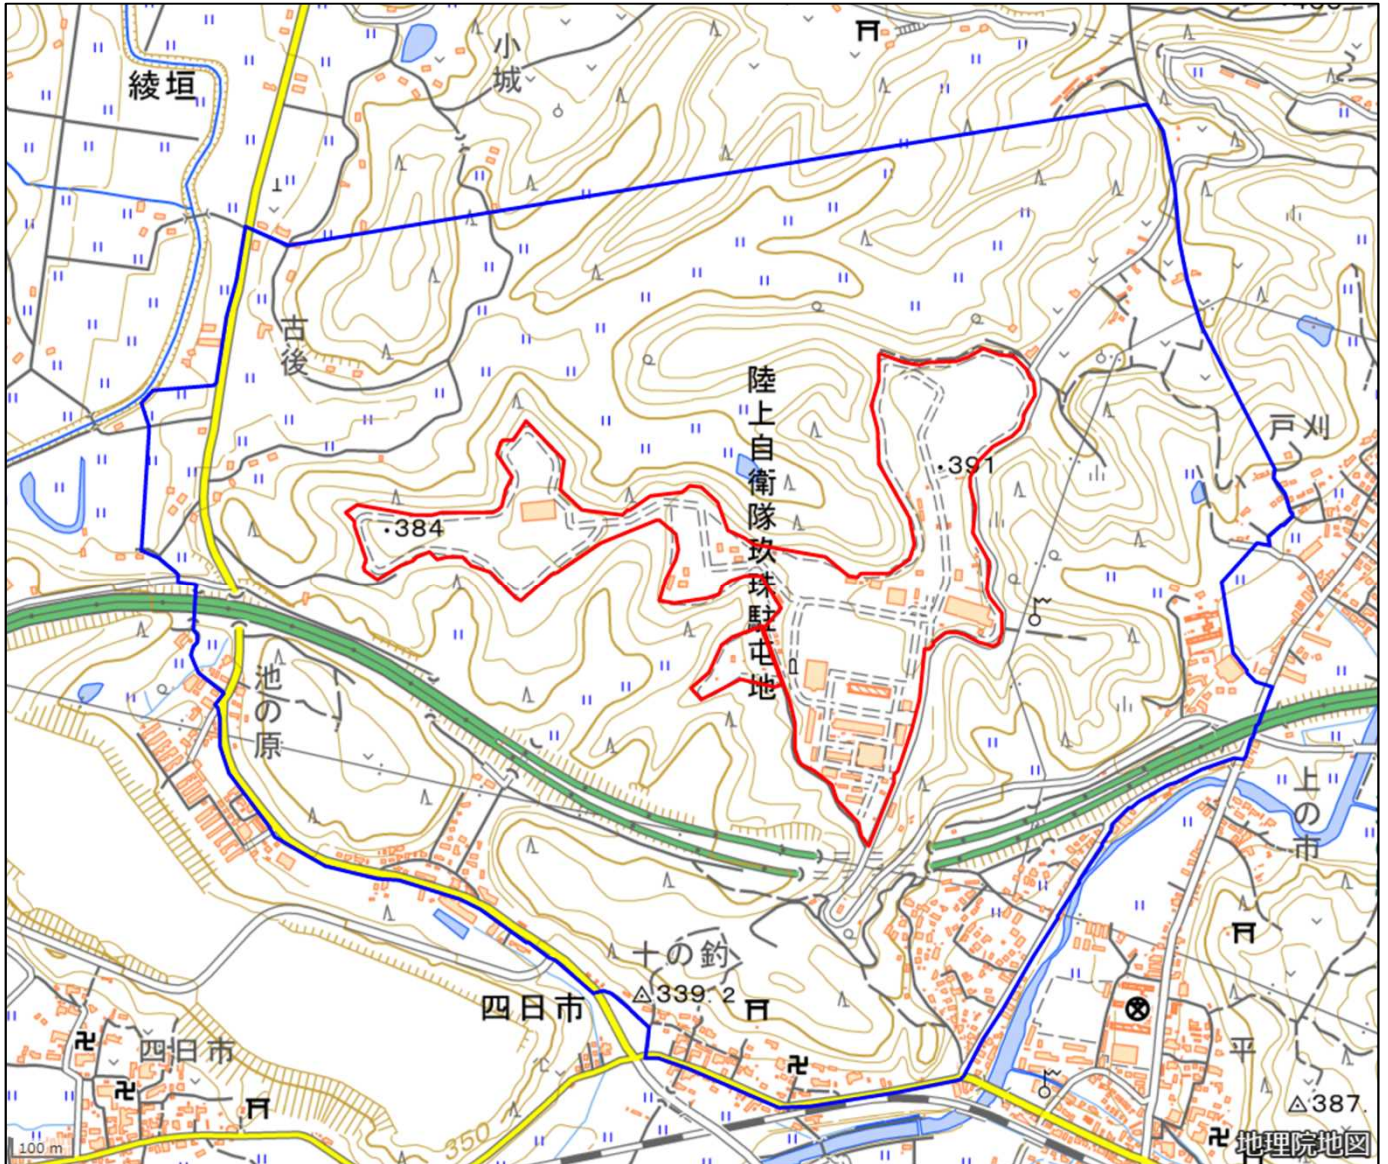 小城
綾垣
古後
陸上自衛隊玖珠駐屯地
・391
戸刈
・384
池の原
上の市
十の釣
△339.2
四日市
四日市
平
△387.
350
100 m
地理院地図